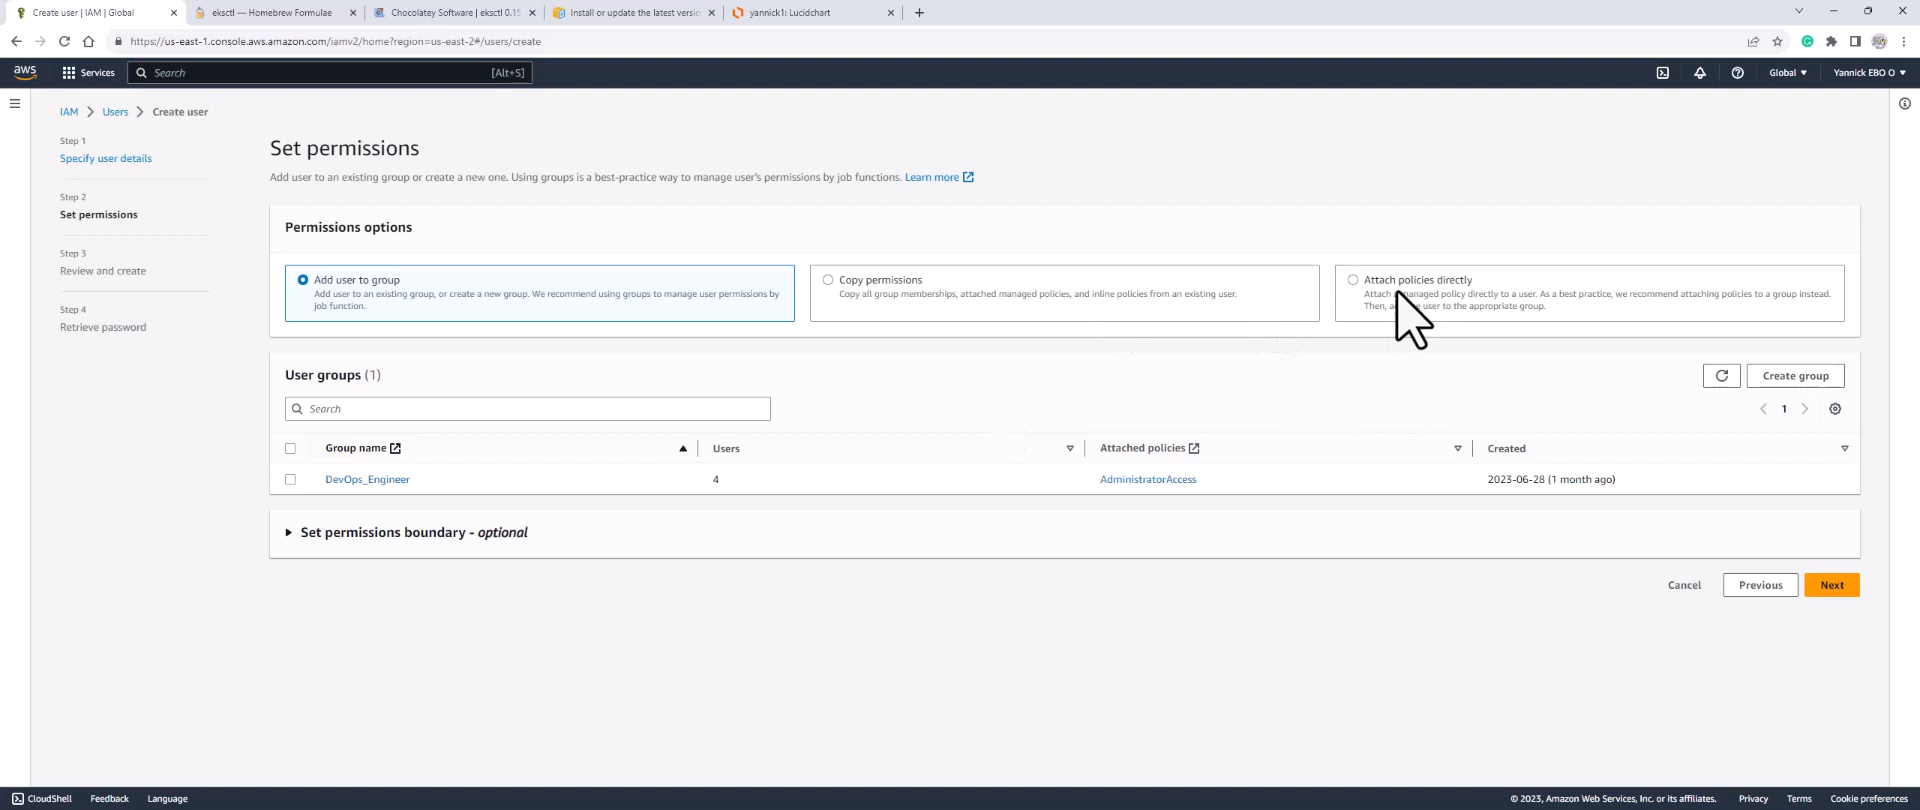 Create user | IAM | Global
eksctl — Homebrew Formulae
Chocolatey Software | eksctl 0.15
Install or update the latest versio
yannick1: Lucidchart
https://us-east-1.console.aws.amazon.com/iamv2/home?region=us-east-2#/users/create
aws
Services
Search
[Alt+S]
Global
Yannick EBO O
IAM
Users
Create user
Step 1
Specify user details
Step 2
Set permissions
Step 3
Review and create
Step 4
Retrieve password
Set permissions
Add user to an existing group or create a new one. Using groups is a best-practice way to manage user's permissions by job functions. Learn more
Permissions options
Add user to group
Add user to an existing group, or create a new group. We recommend using groups to manage user permissions by
job function.
Copy permissions
Copy all group memberships, attached managed policies, and inline policies from an existing user.
Attach policies directly
Attach managed policy directly to a user. As a best practice, we recommend attaching policies to a group instead.
Then, user to the appropriate group.
User groups (1)
Create group
Search
1
Group name
Users
Attached policies
Created
DevOps_Engineer
4
AdministratorAccess
2023-06-28 (1 month ago)
Set permissions boundary - optional
Cancel
Previous
Next
CloudShell
Feedback
Language
© 2023, Amazon Web Services, Inc. or its affiliates.
Privacy
Terms
Cookie preferences